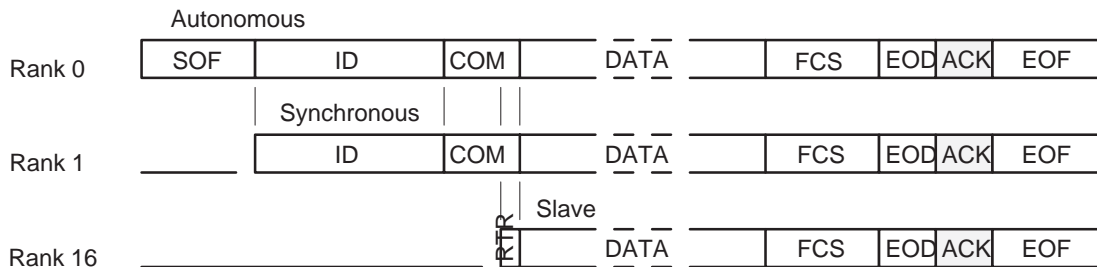 Autonomous
Rank 0 SOF ID COM DATA FCS EOD ACK EOF
Synchronous
Rank 1 ID COM DATA FCS EOD ACK EOF
Slave
Rank 16 RTR DATA FCS EOD ACK EOF